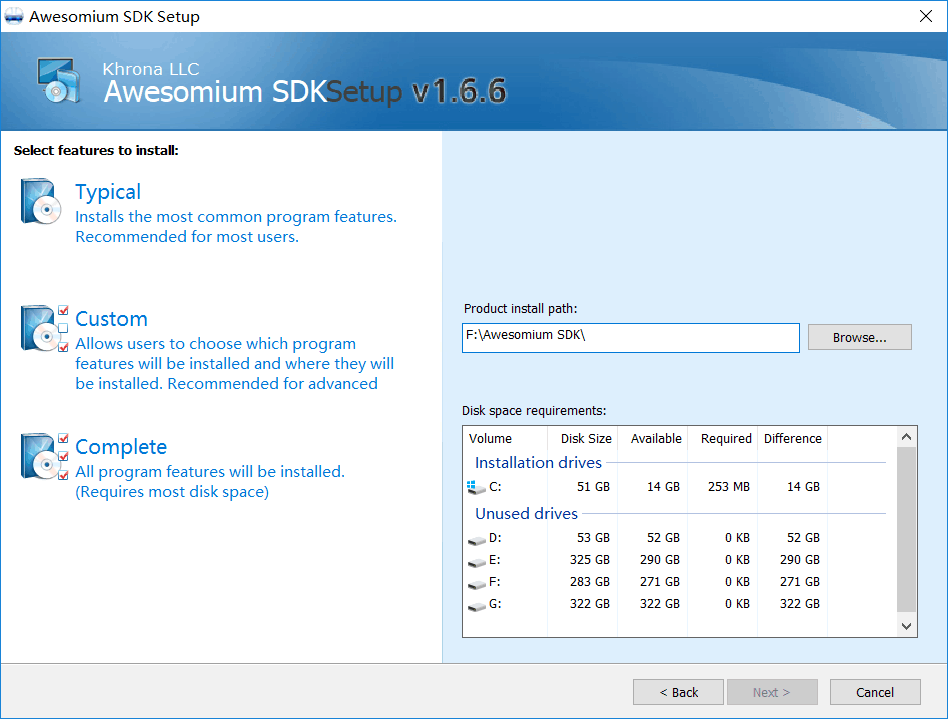 Awesomium SDK Setup
Khrona LLC
Awesomium SDKSetup v1.6.6
Select features to install:
Typical
Installs the most common program features.
Recommended for most users.
Custom
Allows users to choose which program
features will be installed and where they will
be installed. Recommended for advanced
Complete
All program features will be installed.
(Requires most disk space)
Product install path:
F:\Awesomium SDK\
Browse...
Disk space requirements:
Volume Disk Size Available Required Difference
Installation drives
C: 51 GB 14 GB 253 MB 14 GB
Unused drives
D: 53 GB 52 GB 0 KB 52 GB
E: 325 GB 290 GB 0 KB 290 GB
F: 283 GB 271 GB 0 KB 271 GB
G: 322 GB 322 GB 0 KB 322 GB
< Back Next > Cancel